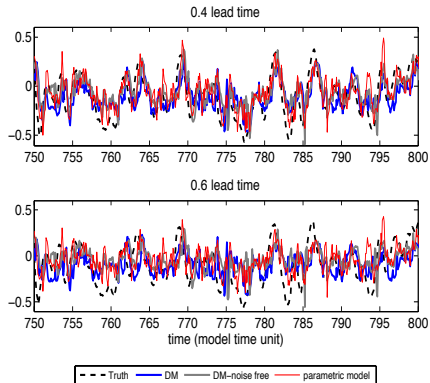 0.4 lead time
0.5
0
−0.5
750 755 760 765 770 775 780 785 790 795 800
0.6 lead time
0.5
0
−0.5
750 755 760 765 770 775 780 785 790 795 800
time (model time unit)
Truth DM DM−noise free parametric model